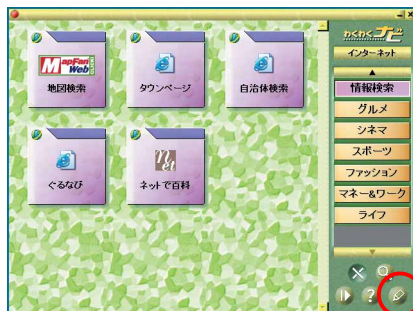 MapFan
Web
地図検索
タウンページ
自治体検索
ぐるなび
ネットで百科
わくわくナビ
インターネット
情報検索
グルメ
シネマ
スポーツ
ファッション
マネー&ワーク
ライフ
?